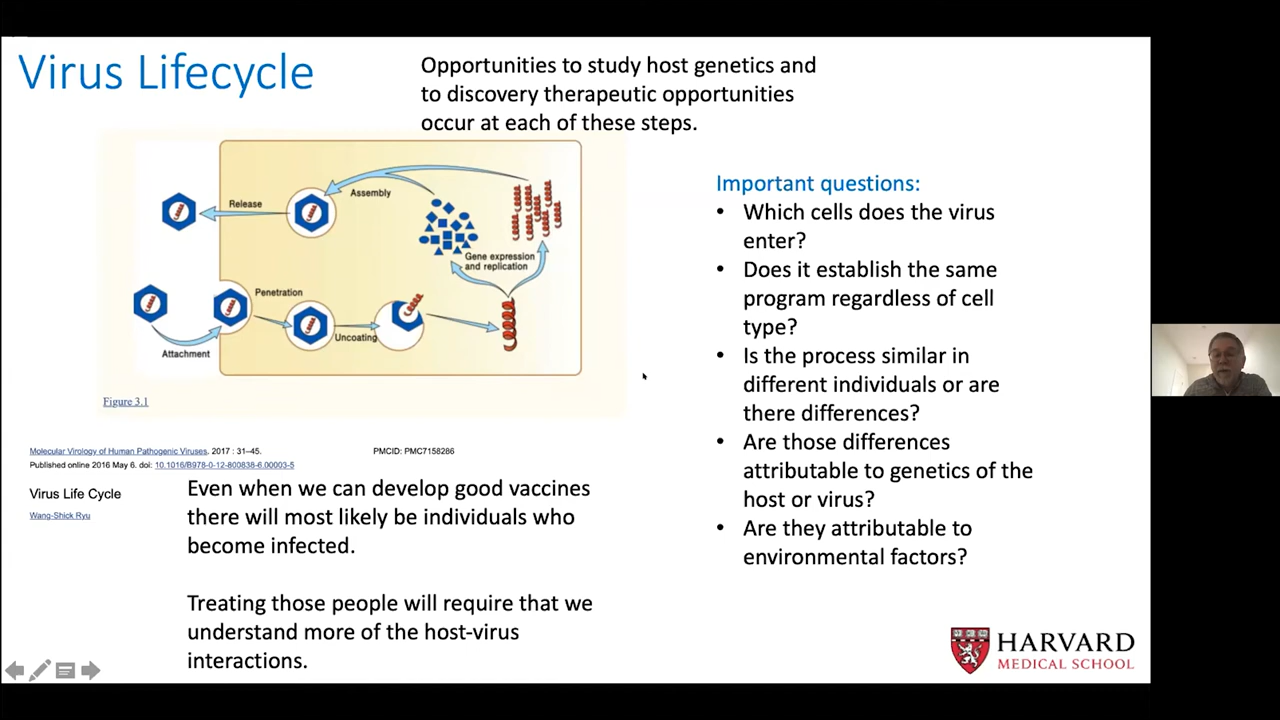 Virus Lifecycle
Opportunities to study host genetics and
to discovery therapeutic opportunities
occur at each of these steps.
Assembly
Release
Gene expression
and replication
Penetration
Uncoating
Attachment
Figure 3.1
Molecular Virology of Human Pathogenic Viruses. 2017 : 31–45.
PMCID: PMC7158286
Published online 2016 May 6. doi: 10.1016/B978-0-12-800838-6.00003-5
Virus Life Cycle
Wang-Shick Ryu
Even when we can develop good vaccines
there will most likely be individuals who
become infected.
Treating those people will require that we
understand more of the host-virus
interactions.
Important questions:
• Which cells does the virus
enter?
• Does it establish the same
program regardless of cell
type?
• Is the process similar in
different individuals or are
there differences?
• Are those differences
attributable to genetics of the
host or virus?
• Are they attributable to
environmental factors?
HARVARD
MEDICAL SCHOOL